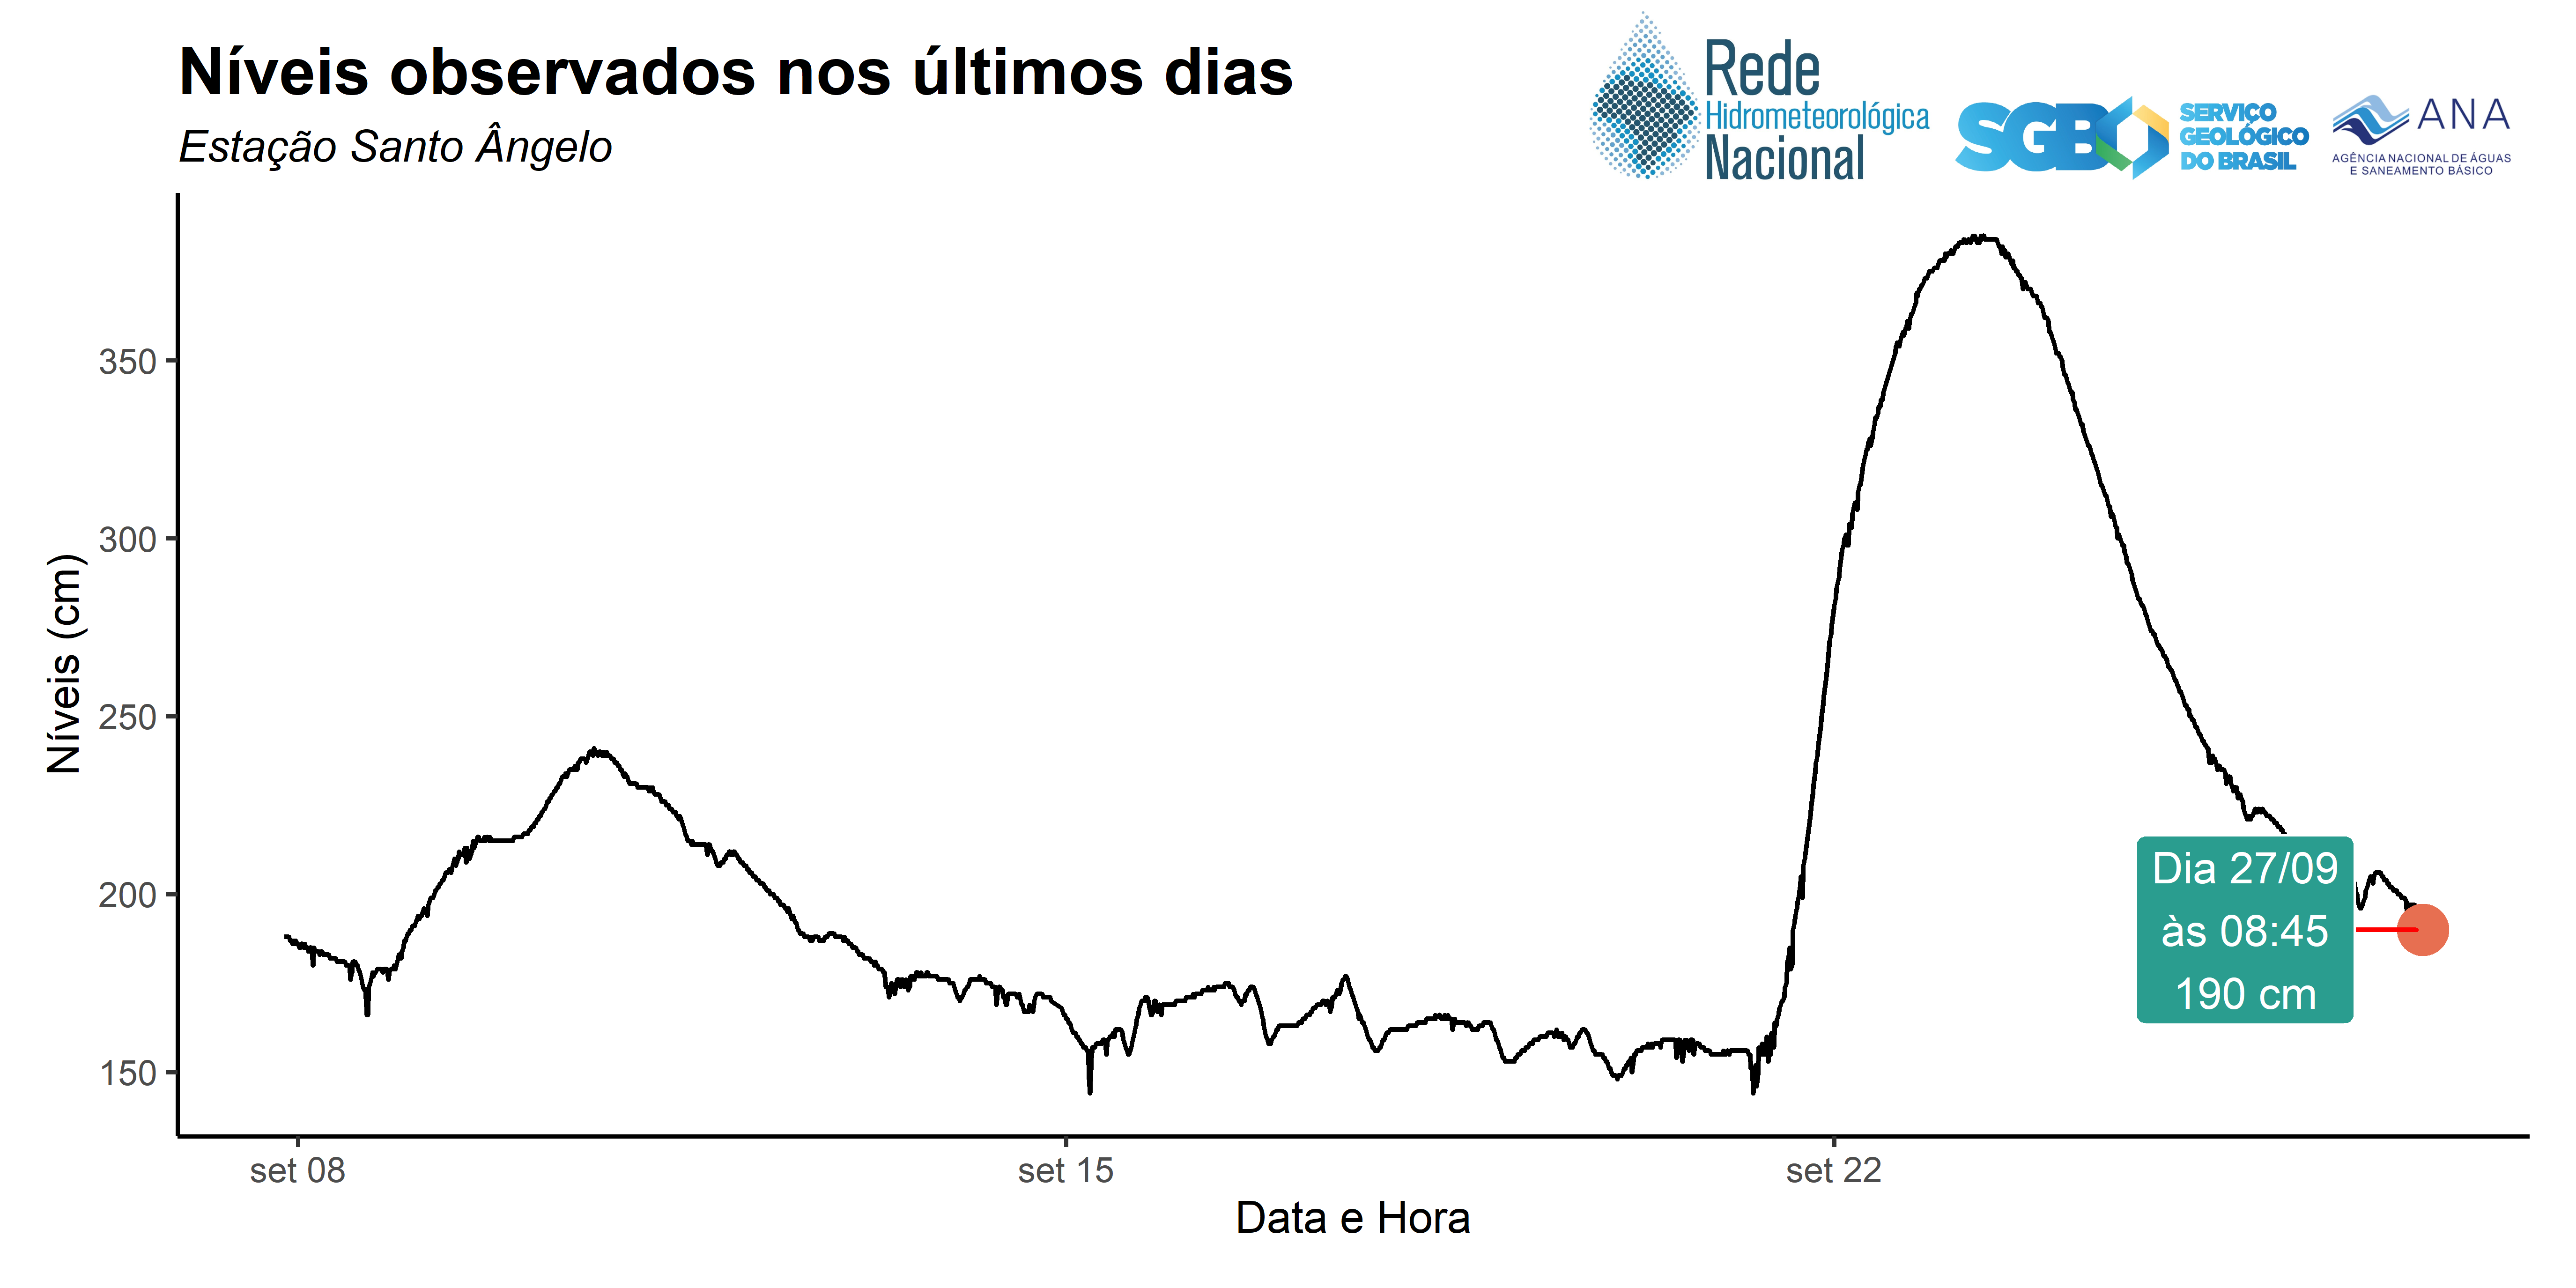 Níveis observados nos últimos dias
Estação Santo Ângelo
Rede
Hidrometeorológica
Nacional
SGB
SERVIÇO
GEOLÓGICO
DO BRASIL
ANA
AGÊNCIA NACIONAL DE ÁGUAS
E SANEAMENTO BÁSICO
Níveis (cm)
350
300
250
200
150
Dia 27/09
às 08:45
190 cm
set 08
set 15
set 22
Data e Hora